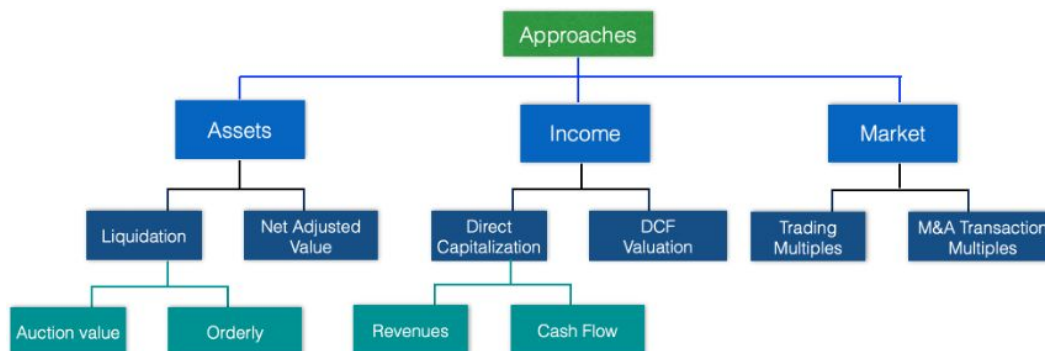 Approaches
Assets
Income
Market
Liquidation
Net Adjusted
Value
Direct
Capitalization
DCF
Valuation
Trading
Multiples
M&A Transaction
Multiples
Auction value
Orderly
Revenues
Cash Flow